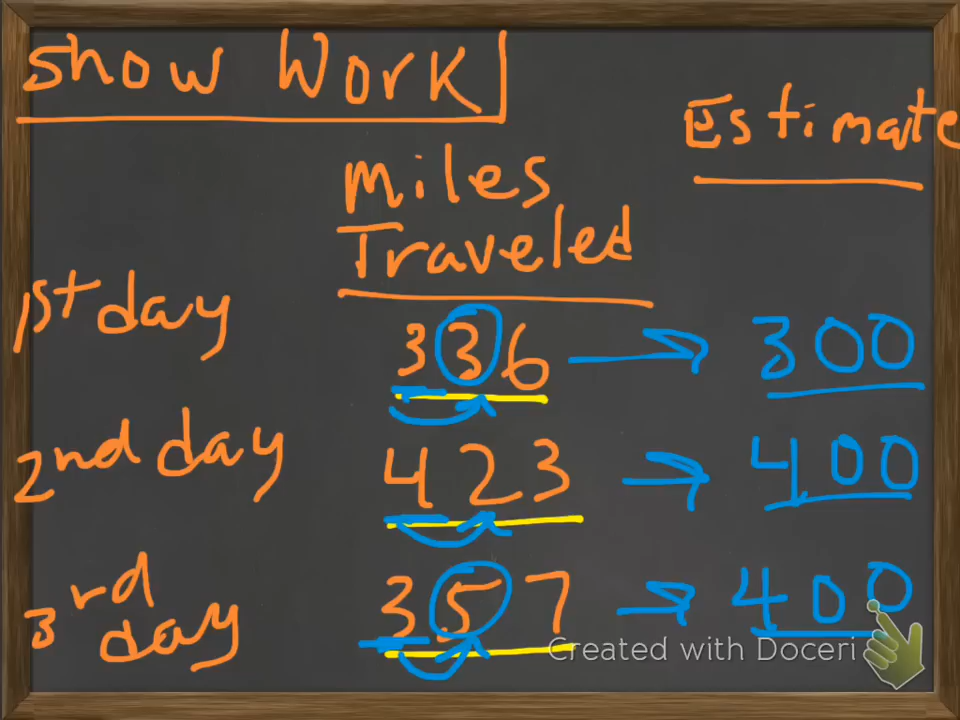 Show Work
Estimate
Miles
Traveled
1st day
336 → 300
2nd day
423 → 400
3rd day
357 → 400
Created with Doceri